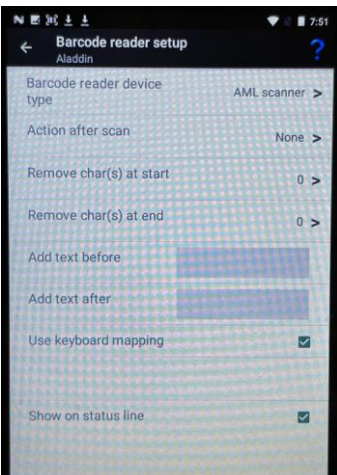 7:51
Barcode reader setup
Aladdin
?
Barcode reader device
type
AML scanner >
Action after scan
None >
Remove char(s) at start
0 >
Remove char(s) at end
0 >
Add text before
Add text after
Use keyboard mapping
Show on status line